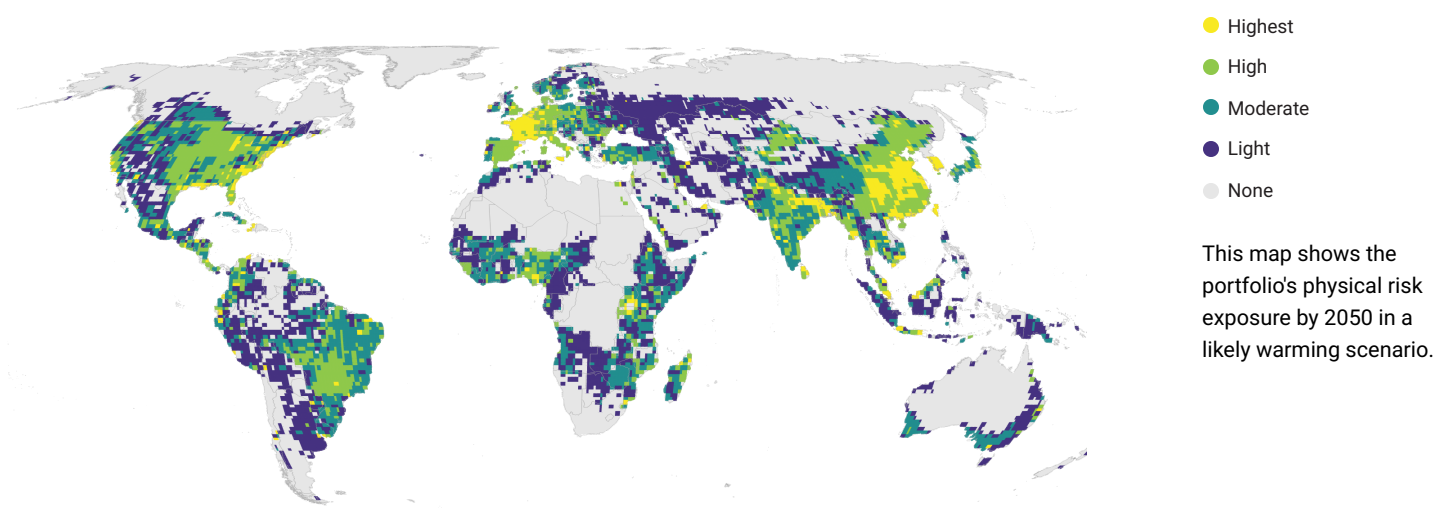 Highest
High
Moderate
Light
None
This map shows the
portfolio's physical risk
exposure by 2050 in a
likely warming scenario.